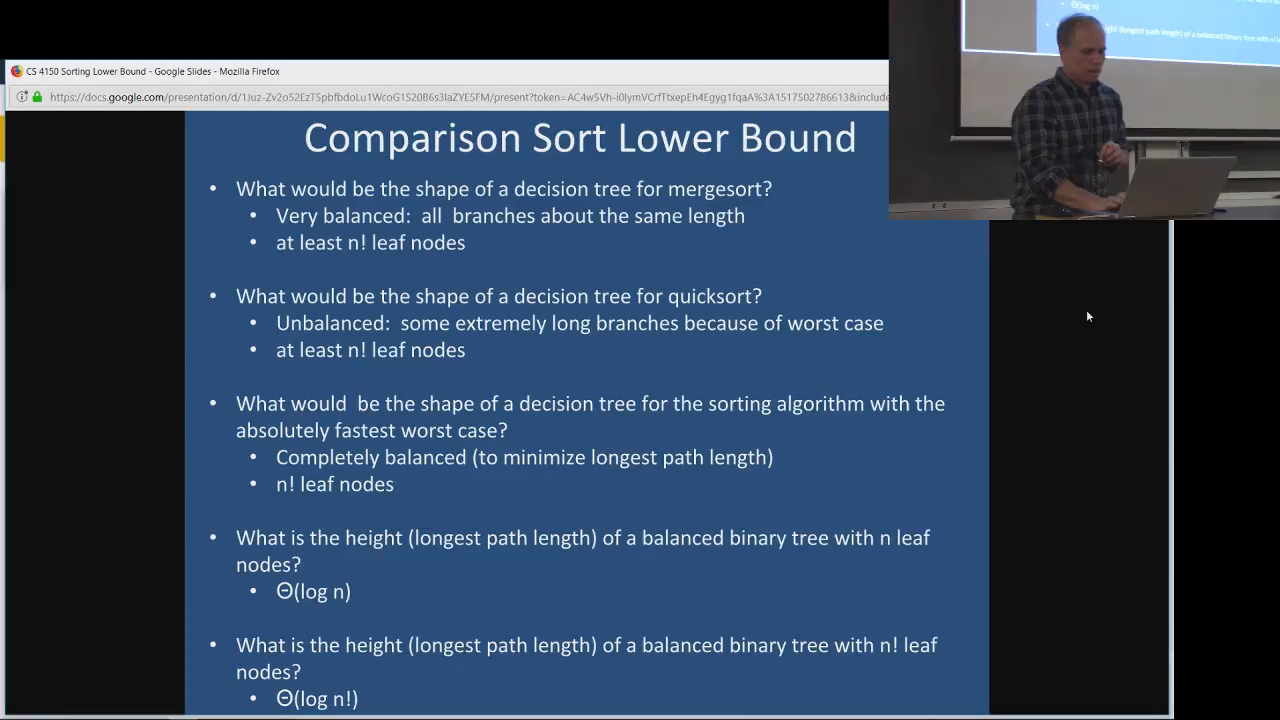 CS 4150 Sorting Lower Bound - Google Slides - Mozilla Firefox
Comparison Sort Lower Bound
• What would be the shape of a decision tree for mergesort?
• Very balanced: all branches about the same length
• at least n! leaf nodes
• What would be the shape of a decision tree for quicksort?
• Unbalanced: some extremely long branches because of worst case
• at least n! leaf nodes
• What would be the shape of a decision tree for the sorting algorithm with the
absolutely fastest worst case?
• Completely balanced (to minimize longest path length)
• n! leaf nodes
• What is the height (longest path length) of a balanced binary tree with n leaf
nodes?
• Θ(log n)
• What is the height (longest path length) of a balanced binary tree with n! leaf
nodes?
• Θ(log n!)